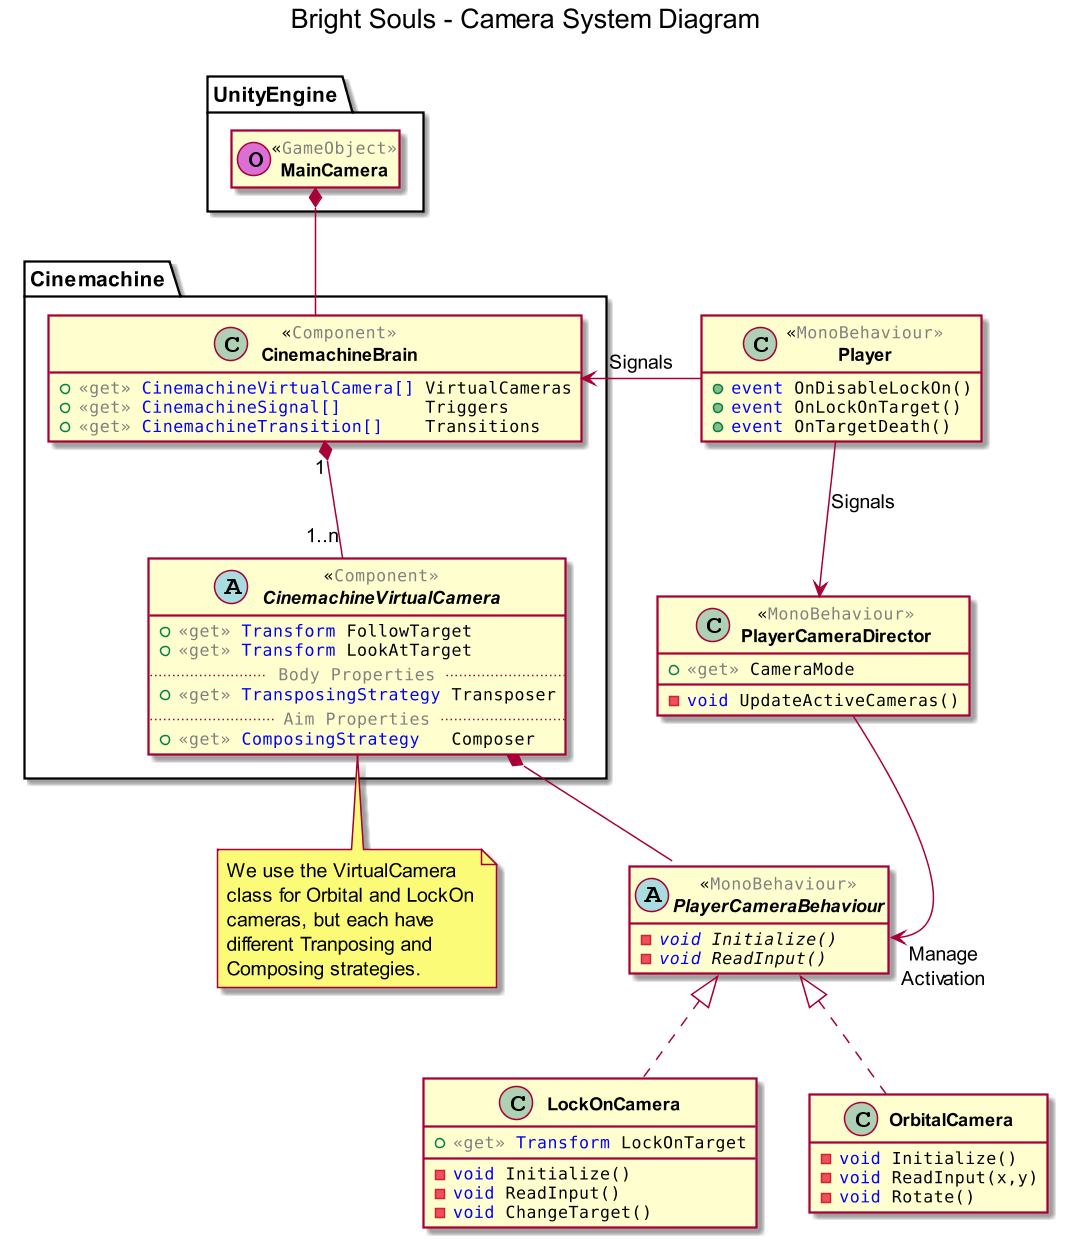 Bright Souls - Camera System Diagram
UnityEngine
O
«GameObject»
MainCamera
Cinemachine
C
«Component»
CinemachineBrain
«get» CinemachineVirtualCamera[] VirtualCameras
«get» CinemachineSignal[] Triggers
«get» CinemachineTransition[] Transitions
Signals
C
«MonoBehaviour»
Player
event OnDisableLockOn()
event OnLockOnTarget()
event OnTargetDeath()
1
1..n
Signals
A
«Component»
CinemachineVirtualCamera
«get» Transform FollowTarget
«get» Transform LookAtTarget
Body Properties
«get» TransposingStrategy Transposer
Aim Properties
«get» ComposingStrategy Composer
C
«MonoBehaviour»
PlayerCameraDirector
«get» CameraMode
void UpdateActiveCameras()
We use the VirtualCamera
class for Orbital and LockOn
cameras, but each have
different Tranposing and
Composing strategies.
A
«MonoBehaviour»
PlayerCameraBehaviour
void Initialize()
void ReadInput()
Manage
Activation
C
LockOnCamera
«get» Transform LockOnTarget
void Initialize()
void ReadInput()
void ChangeTarget()
C
OrbitalCamera
void Initialize()
void ReadInput(x,y)
void Rotate()